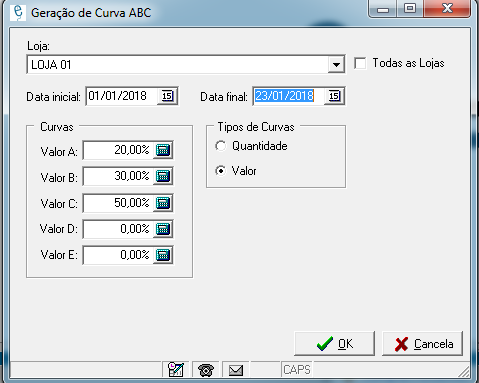 Geração de Curva ABC
Loja:
LOJA 01
Todas as Lojas
Data inicial: 01/01/2018 15 Data final: 23/01/2018 15
Curvas
Valor A: 20,00%
Valor B: 30,00%
Valor C: 50,00%
Valor D: 0,00%
Valor E: 0,00%
Tipos de Curvas
Quantidade
Valor
OK Cancela
CAPS